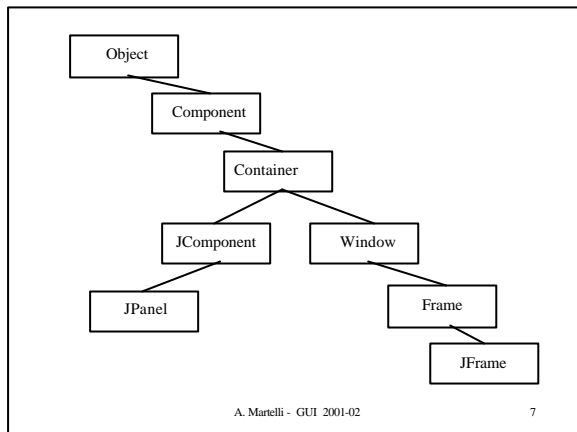 Object
Component
Container
JComponent
Window
JPanel
Frame
JFrame
A. Martelli - GUI 2001-02
7